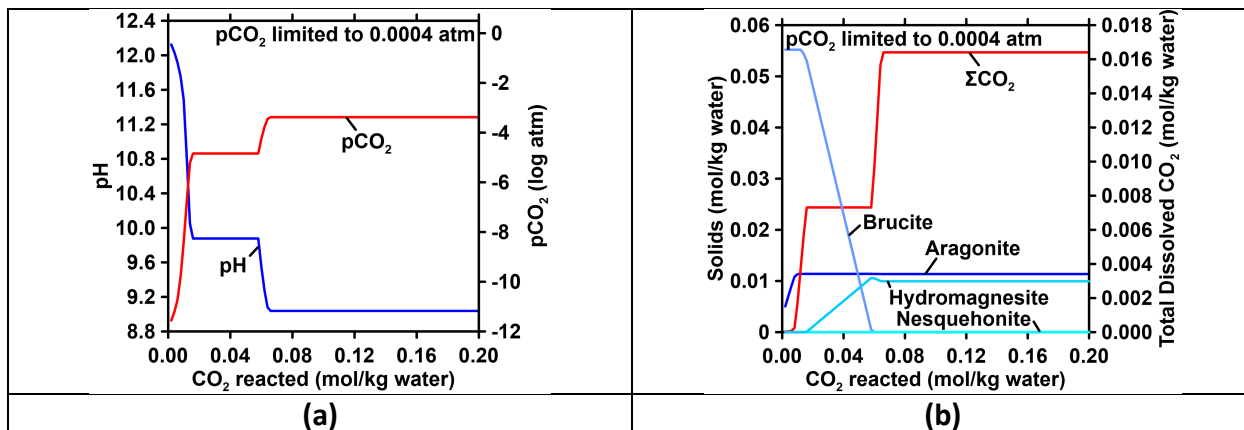 pCO₂ limited to 0.0004 atm
12.4
12.0
11.6
11.2
10.8
10.4
10.0
9.6
9.2
8.8
pH
0
-2
-4
-6
-8
-10
-12
pCO₂ (log atm)
pCO₂
pH
0.00 0.04 0.08 0.12 0.16 0.20
CO₂ reacted (mol/kg water)
(a)
pCO₂ limited to 0.0004 atm
0.06
0.05
0.04
0.03
0.02
0.01
0
Solids (mol/kg water)
0.018
0.016
0.014
0.012
0.010
0.008
0.006
0.004
0.002
0.000
Total Dissolved CO₂ (mol/kg water)
ΣCO₂
Brucite
Aragonite
Hydromagnesite
Nesquehonite
0.00 0.04 0.08 0.12 0.16 0.20
CO₂ reacted (mol/kg water)
(b)